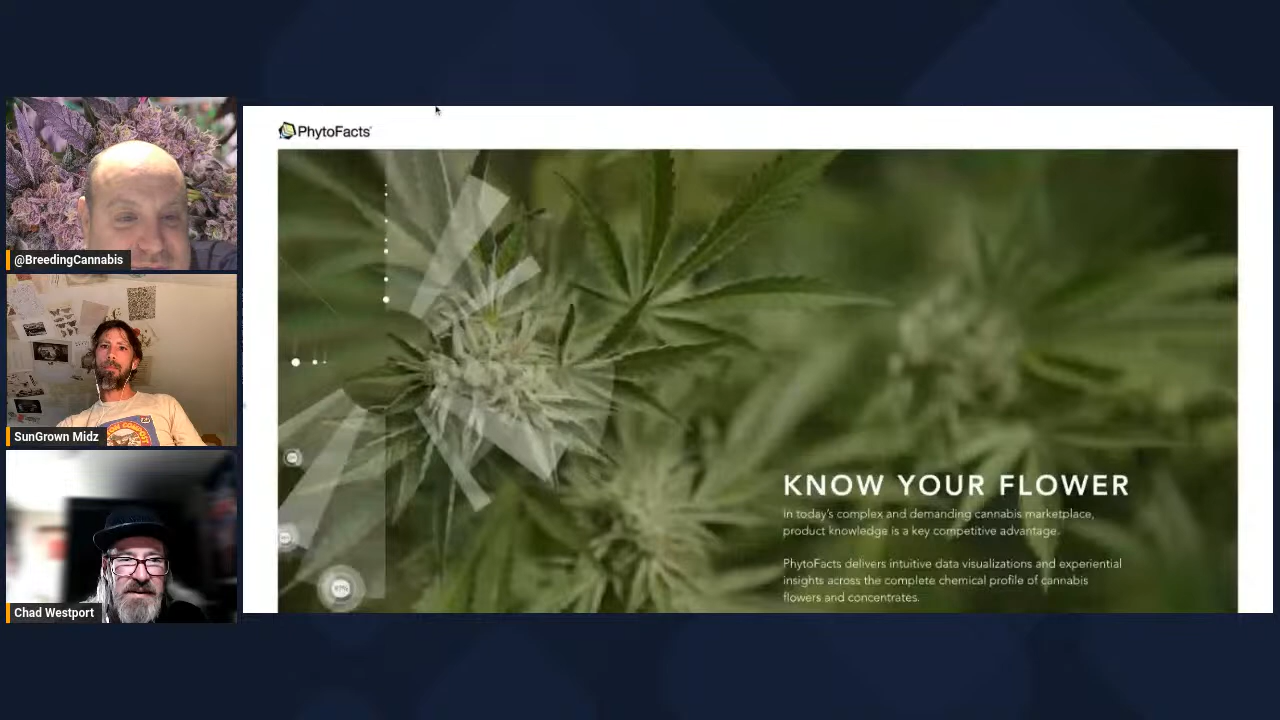 @BreedingCannabis
SunGrown Midz
Chad Westport
PhytoFacts
KNOW YOUR FLOWER
In today's complex and demanding cannabis marketplace,
product knowledge is a key competitive advantage.
PhytoFacts delivers intuitive data visualizations and experiential
insights across the complete chemical profile of cannabis
flowers and concentrates.